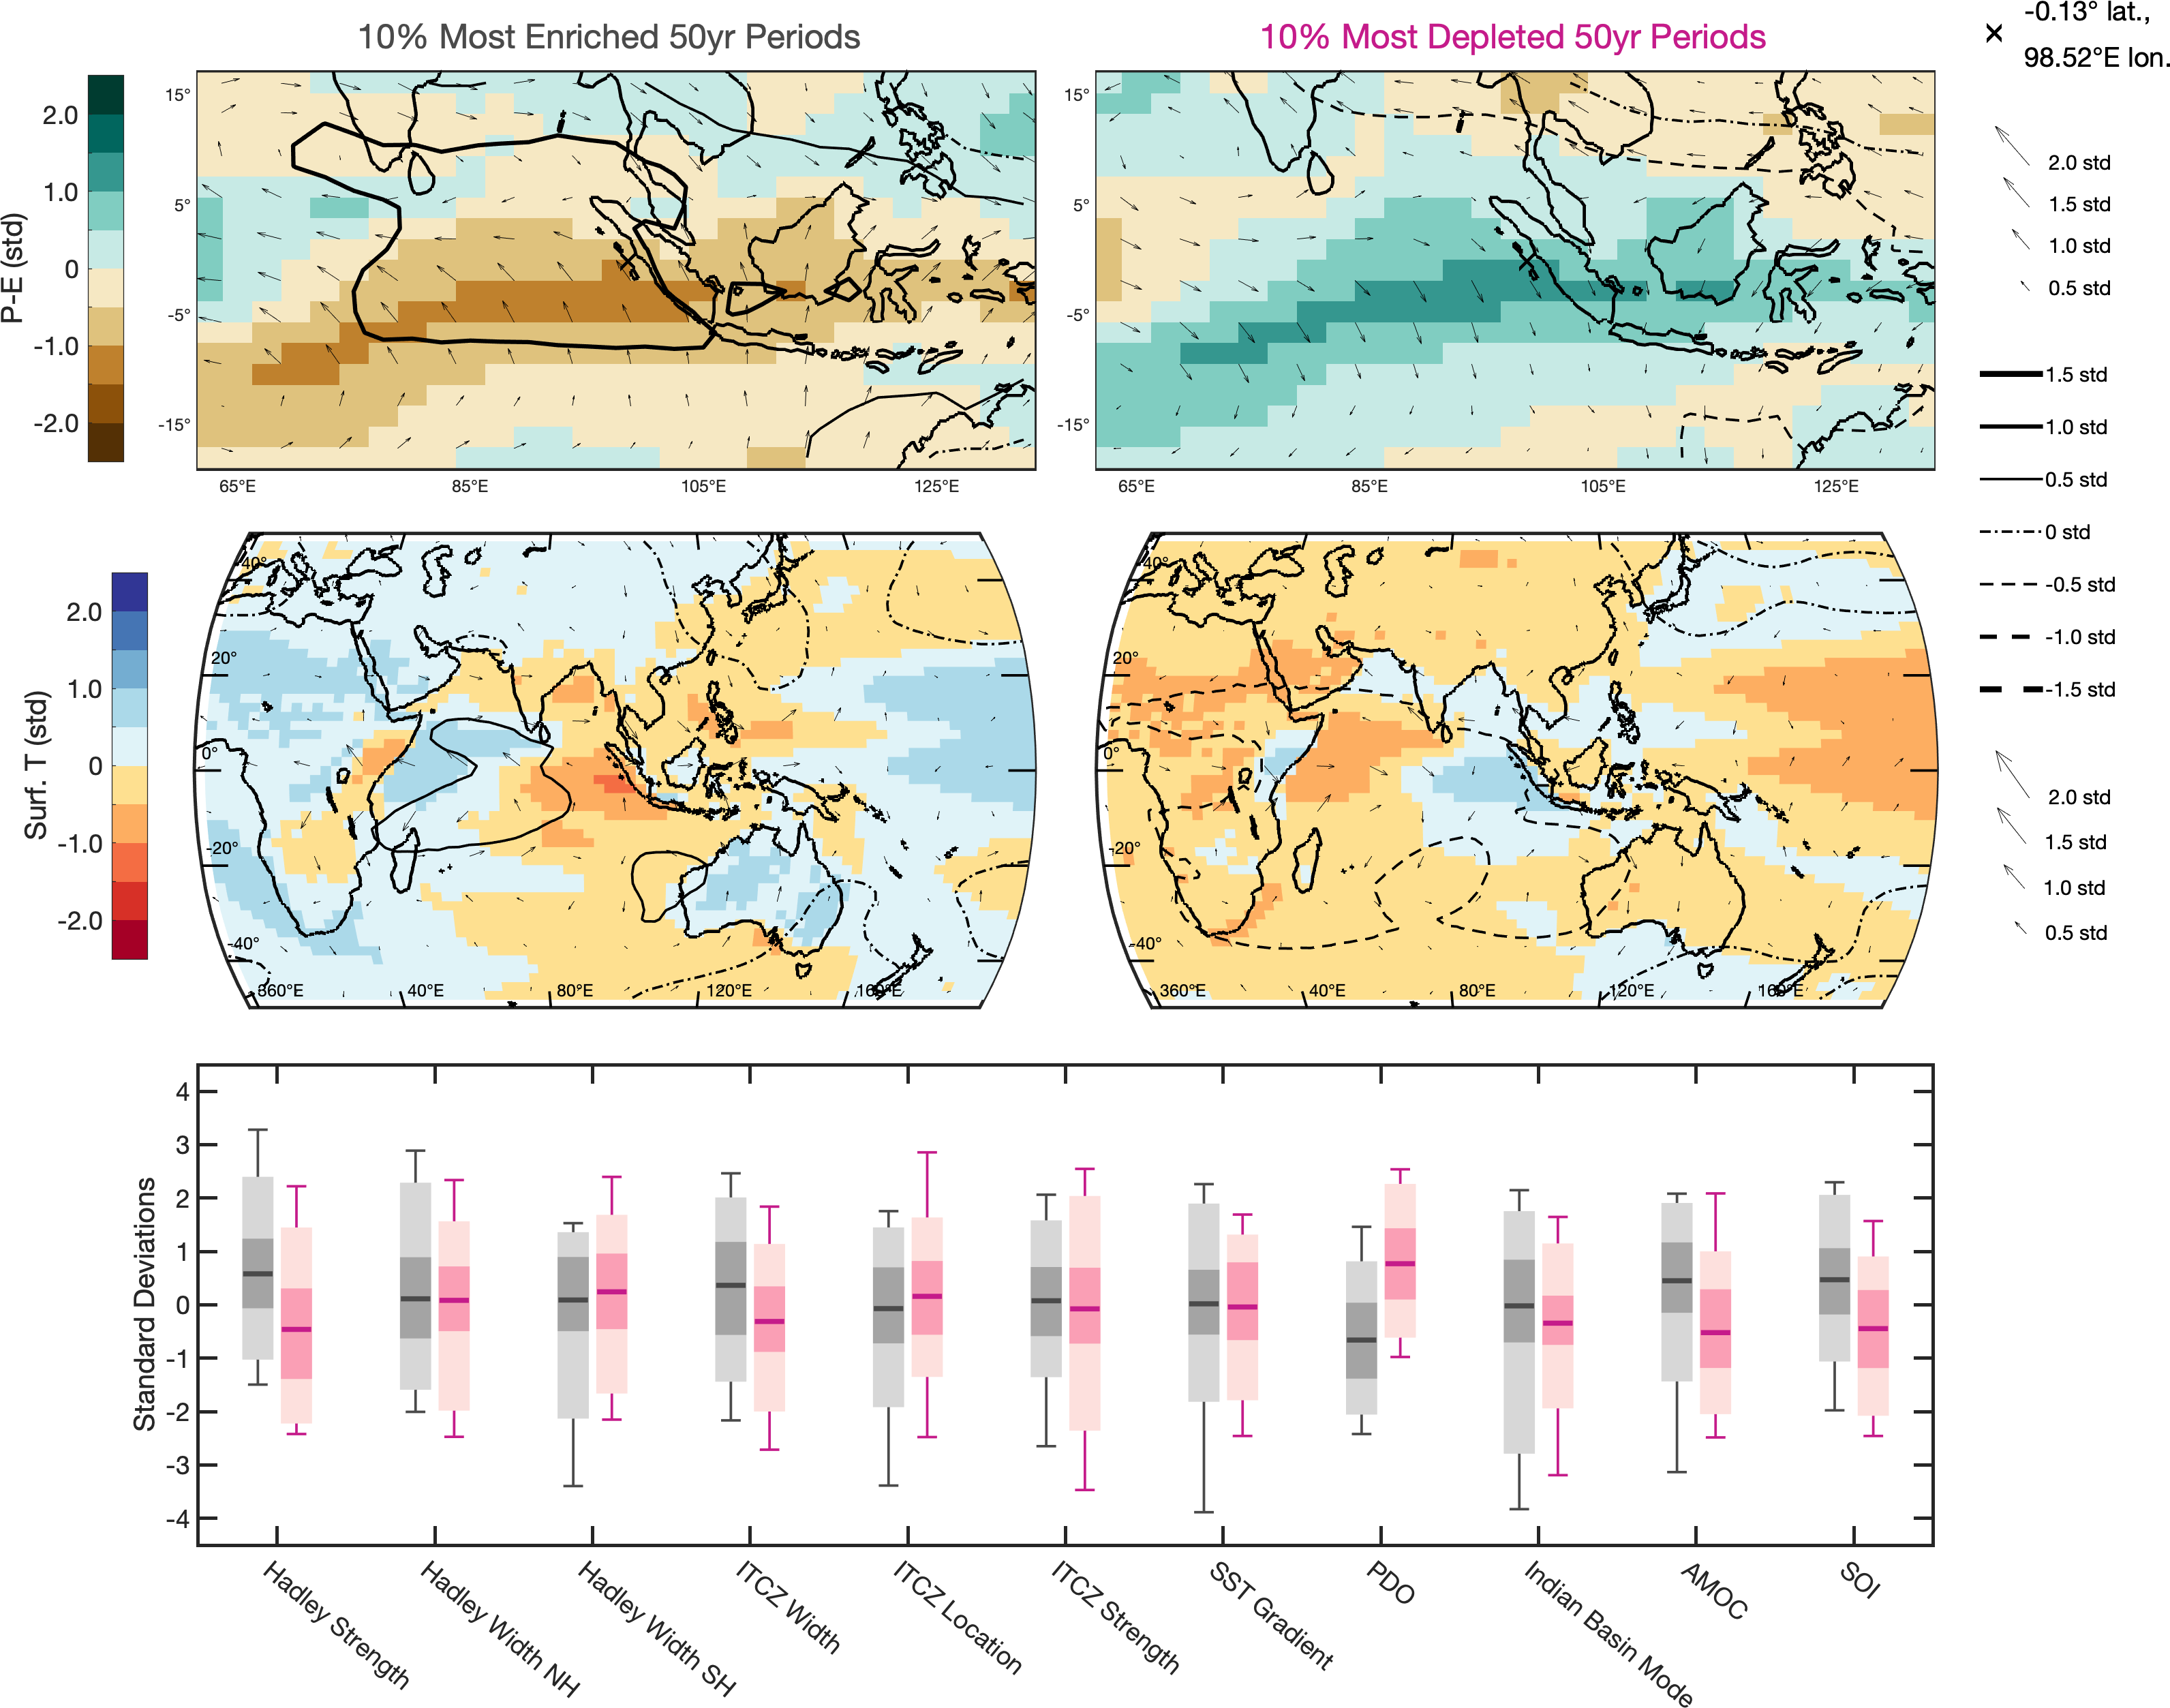 10% Most Enriched 50yr Periods
10% Most Depleted 50yr Periods
× -0.13° lat.,
98.52°E lon.
P-E (std)
2.0
1.0
0
-1.0
-2.0
15°
5°
-5°
-15°
65°E 85°E 105°E 125°E
15°
5°
-5°
-15°
65°E 85°E 105°E 125°E
2.0 std
1.5 std
1.0 std
0.5 std
1.5 std
1.0 std
0.5 std
0 std
-0.5 std
-1.0 std
-1.5 std
Surf. T (std)
2.0
1.0
0
-1.0
-2.0
40°
20°
0°
-20°
-40°
360°E 40°E 80°E 120°E 160°E
40°
20°
0°
-20°
-40°
360°E 40°E 80°E 120°E 160°E
2.0 std
1.5 std
1.0 std
0.5 std
Standard Deviations
4
3
2
1
0
-1
-2
-3
-4
Hadley Strength
Hadley Width NH
Hadley Width SH
ITCZ Width
ITCZ Location
ITCZ Strength
SST Gradient
PDO
Indian Basin Mode
AMOC
SOI